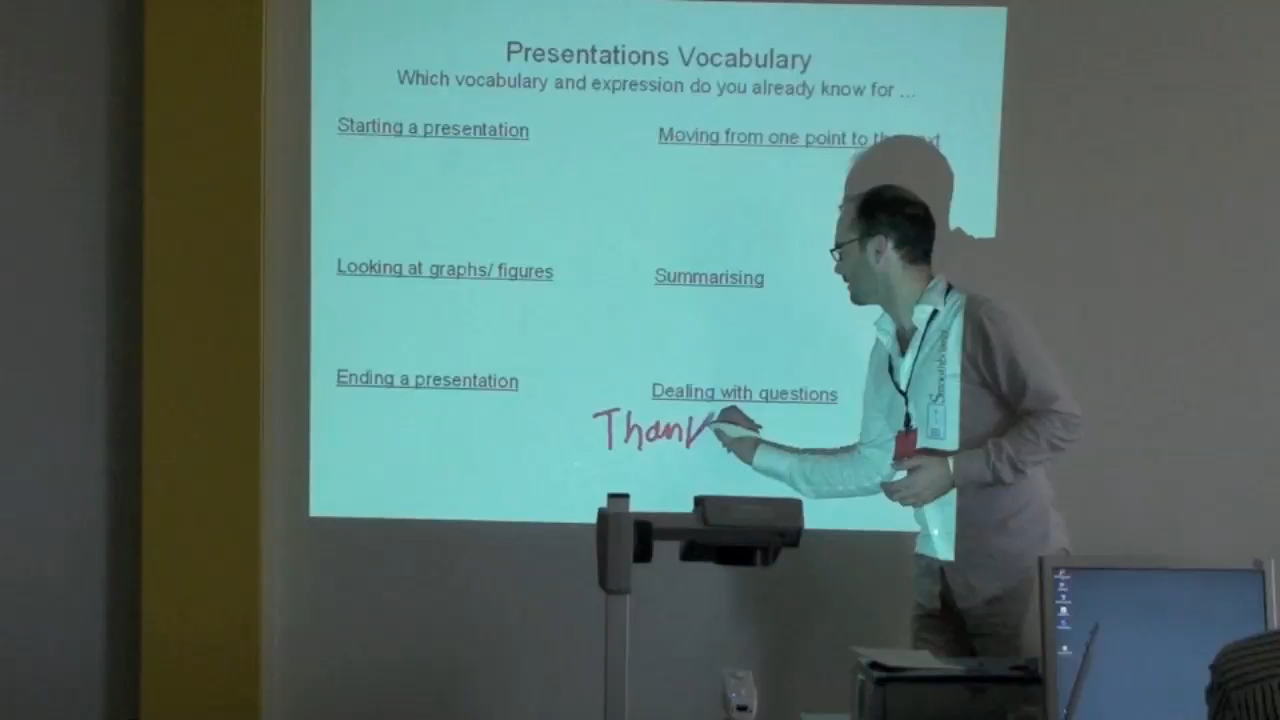 Presentations Vocabulary
Which vocabulary and expression do you already know for ...
Starting a presentation
Moving from one point to
Looking at graphs/ figures
Summarising
Ending a presentation
Dealing with questions
Thank